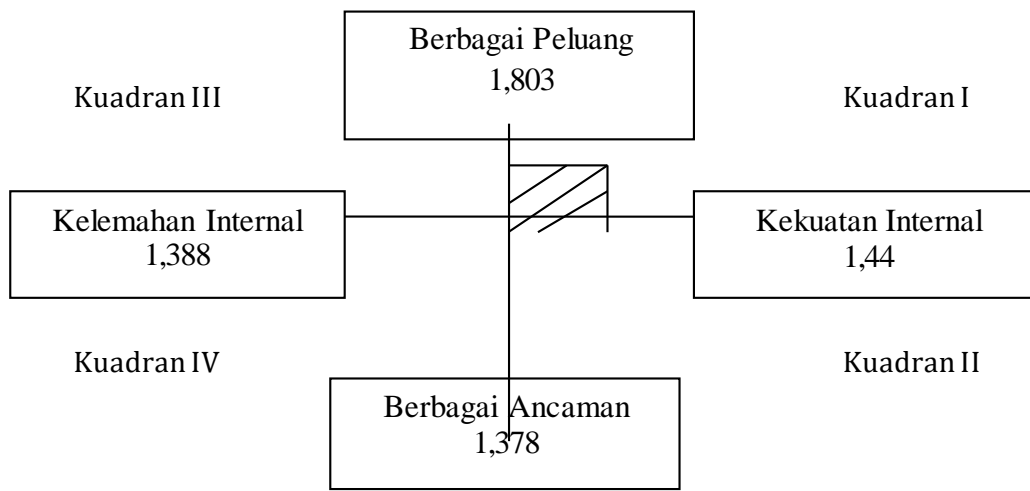 Berbagai Peluang
1,803
Kuadran III
Kuadran I
Kelemahan Internal
1,388
Kekuatan Internal
1,44
Kuadran IV
Kuadran II
Berbagai Ancaman
1,378